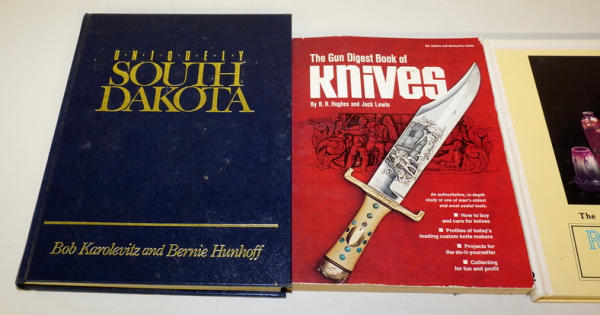 U·N·I·Q·U·E·L·Y
SOUTH
DAKOTA
Bob Karolevitz and Bernie Hunhoff
The Gun Digest Book of
Knives
By B. R. Hughes and Jack Lewis
An authoritative, in-depth
study of one of man's oldest
and most useful tools.
■ How to buy
and care for knives
■ Profiles of today's
leading custom knife makers
■ Projects for
the do-it-yourselfer
■ Collecting
for fun and profit
The